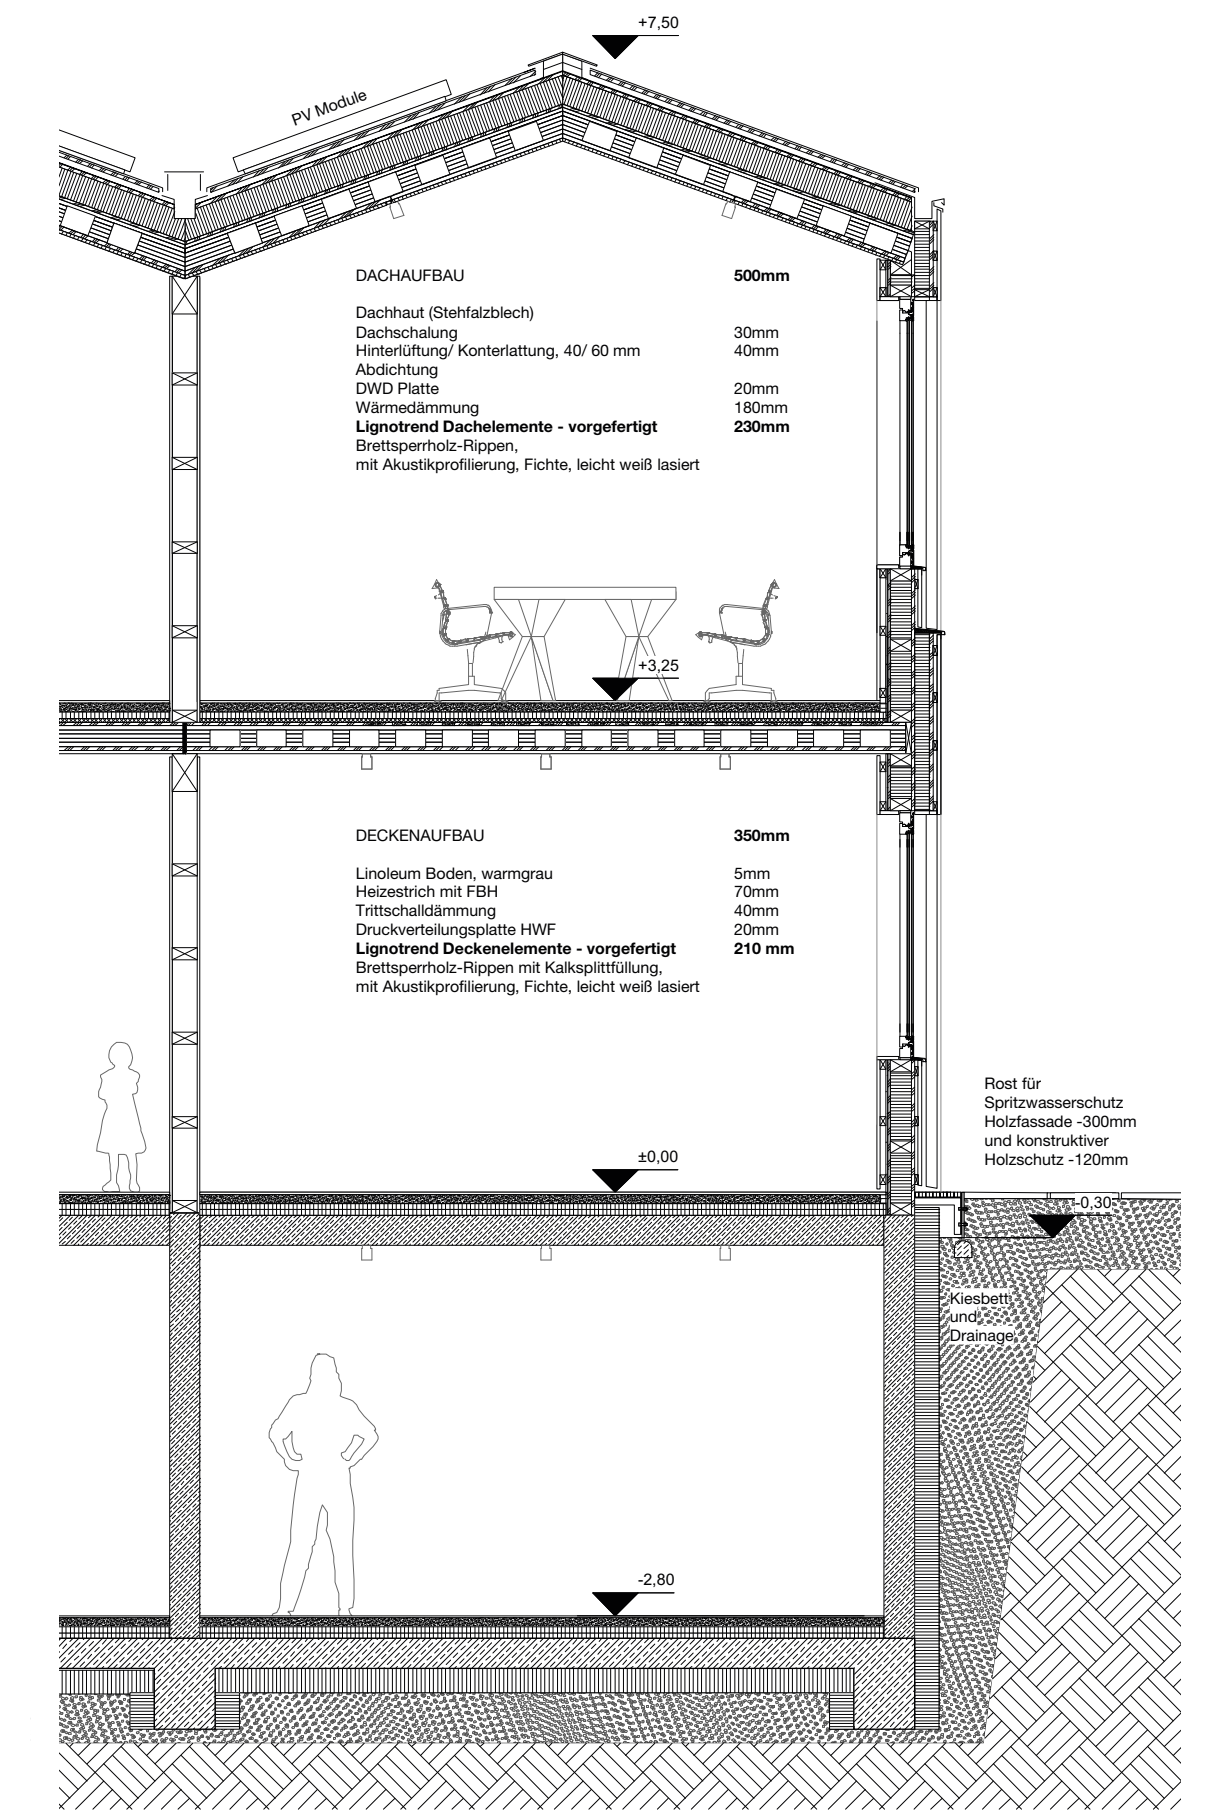 +7,50
PV Module
DACHAUFBAU 500mm
Dachhaut (Stehfalzblech)
Dachschalung 30mm
Hinterlüftung/ Konterlattung, 40/ 60 mm 40mm
Abdichtung
DWD Platte 20mm
Wärmedämmung 180mm
Lignotrend Dachelemente - vorgefertigt 230mm
Brettsperrholz-Rippen,
mit Akustikprofilierung, Fichte, leicht weiß lasiert
+3,25
DECKENAUFBAU 350mm
Linoleum Boden, warmgrau 5mm
Heizestrich mit FBH 70mm
Trittschalldämmung 40mm
Druckverteilungsplatte HWF 20mm
Lignotrend Deckenelemente - vorgefertigt 210 mm
Brettsperrholz-Rippen mit Kalksplittfüllung,
mit Akustikprofilierung, Fichte, leicht weiß lasiert
Rost für
Spritzwasserschutz
Holzfassade -300mm
und konstruktiver
Holzschutz -120mm
±0,00
-0,30
Kiesbett
und
Drainage
-2,80